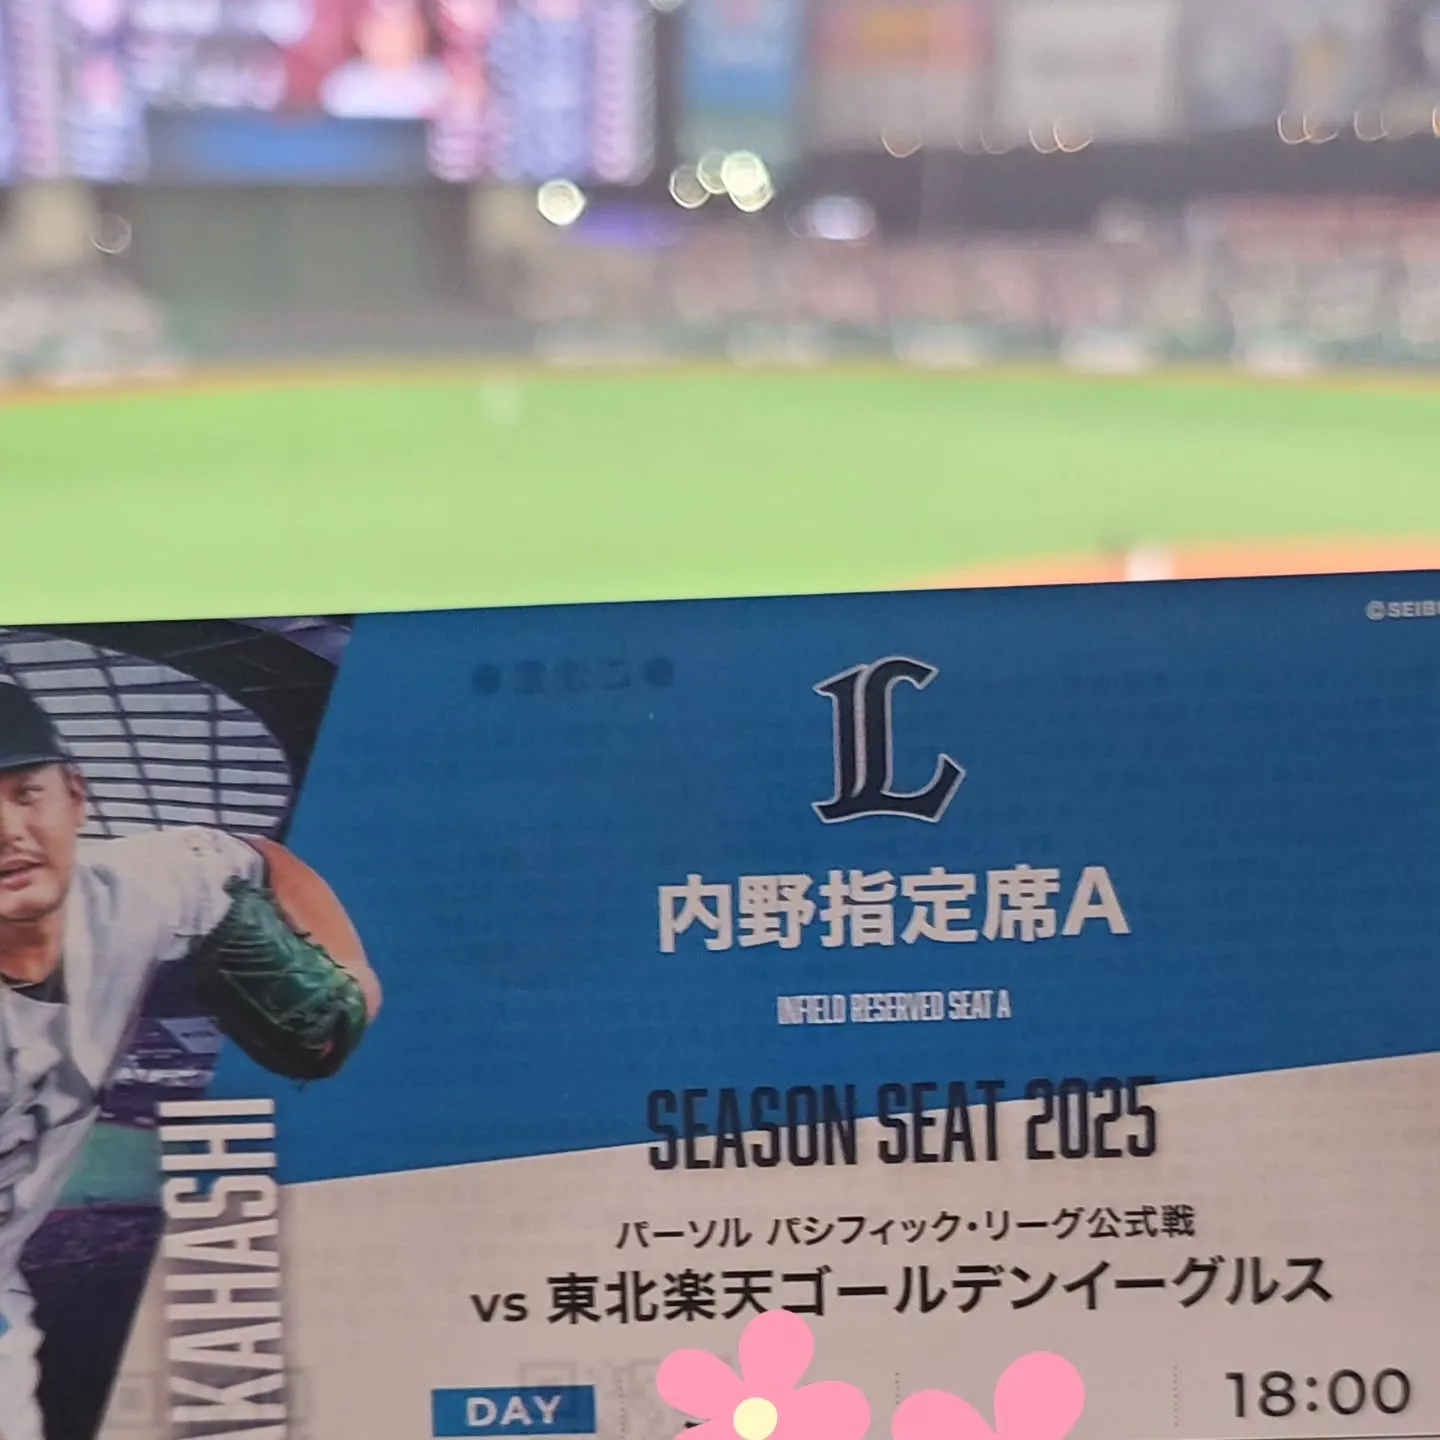 ©SEIB
L
内野指定席A
INFIELD RESERVED SEAT A
SEASON SEAT 2025
パーソル パシフィック・リーグ公式戦
vs 東北楽天ゴールデンイーグルス
DAY
18:00
AKAHASHI